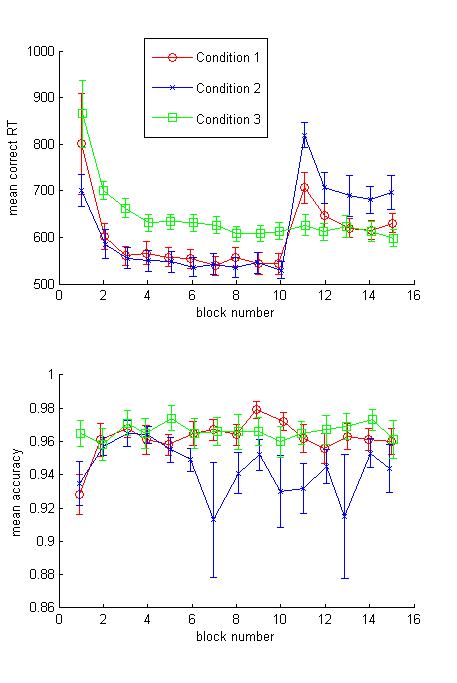 Condition 1
Condition 2
Condition 3
1000
900
800
700
600
500
mean correct RT
0 2 4 6 8 10 12 14 16
block number
1
0.98
0.96
0.94
0.92
0.9
0.88
0.86
mean accuracy
0 2 4 6 8 10 12 14 16
block number